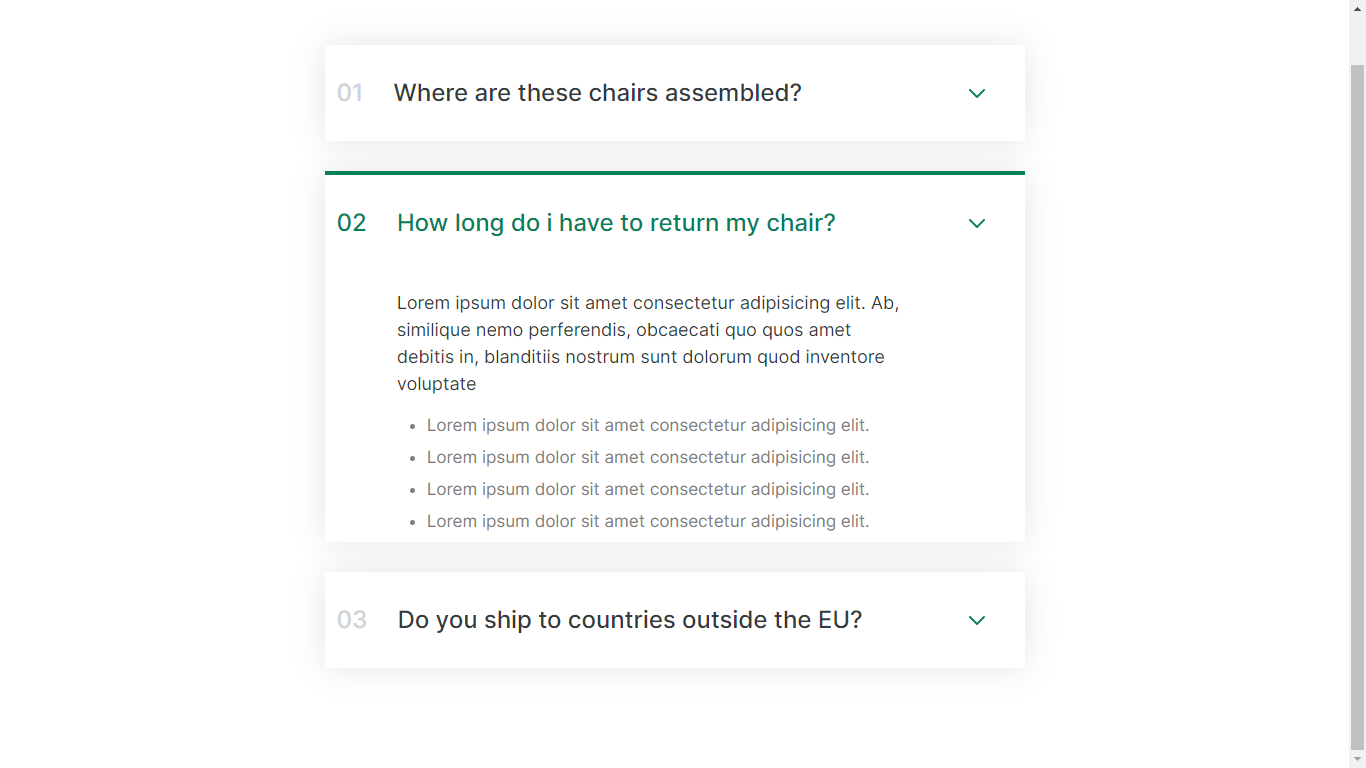 01 Where are these chairs assembled?
02 How long do i have to return my chair?
Lorem ipsum dolor sit amet consectetur adipisicing elit. Ab,
similique nemo perferendis, obcaecati quo quos amet
debitis in, blanditiis nostrum sunt dolorum quod inventore
voluptate
• Lorem ipsum dolor sit amet consectetur adipisicing elit.
• Lorem ipsum dolor sit amet consectetur adipisicing elit.
• Lorem ipsum dolor sit amet consectetur adipisicing elit.
• Lorem ipsum dolor sit amet consectetur adipisicing elit.
03 Do you ship to countries outside the EU?